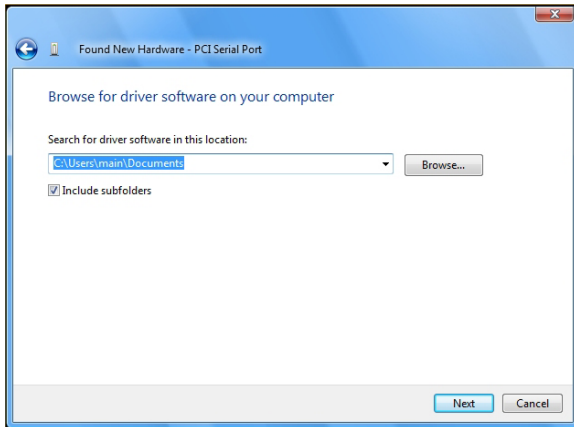 Found New Hardware - PCI Serial Port
Browse for driver software on your computer
Search for driver software in this location:
C:\Users\main\Documents
Browse...
Include subfolders
Next
Cancel